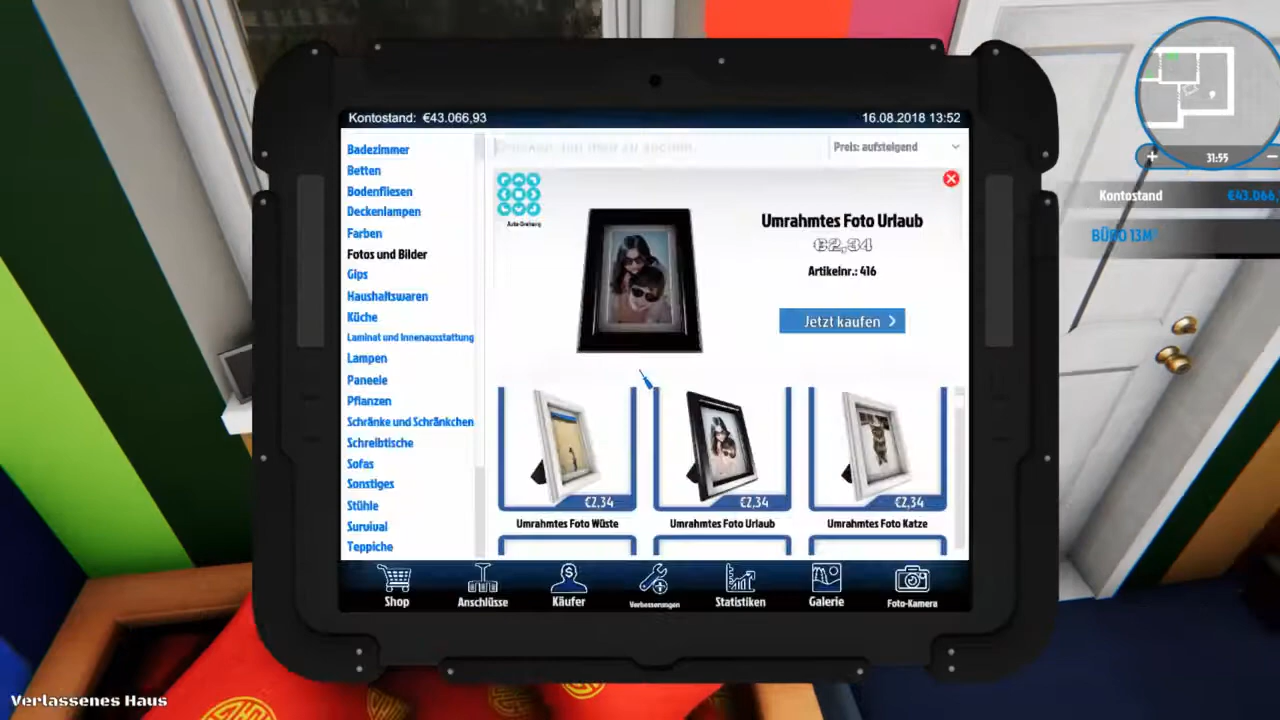 Kontostand: €43.066,93
16.08.2018 13:52
Badezimmer
Betten
Bodenfliesen
Deckenlampen
Farben
Fotos und Bilder
Gips
Haushaltswaren
Küche
Laminat und Innenausstattung
Lampen
Paneele
Pflanzen
Schränke und Schränkchen
Schreibtische
Sofas
Sonstiges
Stühle
Survival
Teppiche
Preis: aufsteigend
Auto-Drehung
Umrahmtes Foto Urlaub
€2,34
Artikelnr.: 416
Jetzt kaufen
€2,34
€2,34
€2,34
Umrahmtes Foto Wüste
Umrahmtes Foto Urlaub
Umrahmtes Foto Katze
Shop
Anschlüsse
Käufer
Verbesserungen
Statistiken
Galerie
Foto-Kamera
31:55
Kontostand €43.066,
BÜRO 13M²
Verlassenes Haus